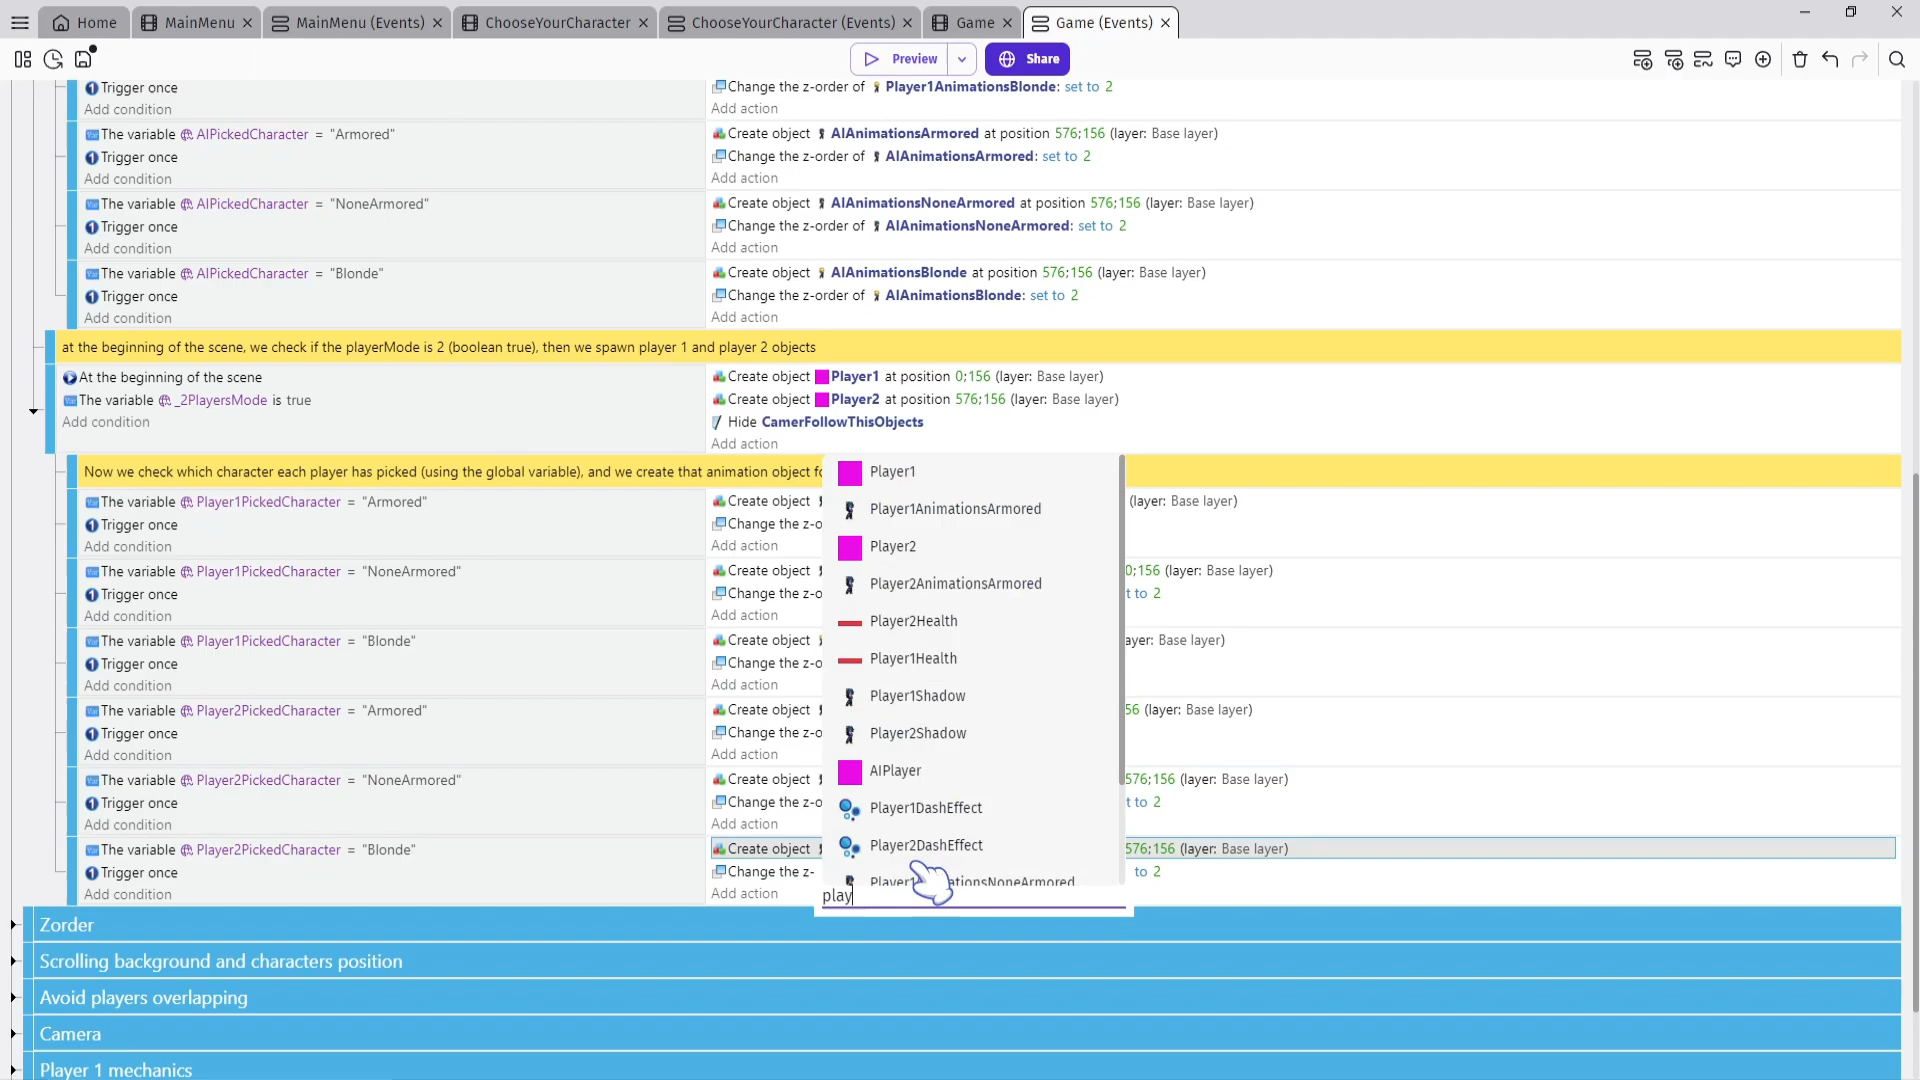 Home
MainMenu
MainMenu (Events)
ChooseYourCharacter
ChooseYourCharacter (Events)
Game
Game (Events)
Preview
Share
Trigger once
Change the z-order of Player1AnimationsBlonde: set to 2
Add condition
Add action
The variable AIPickedCharacter = "Armored"
Create object AIAnimationsArmored at position 576;156 (layer: Base layer)
Trigger once
Change the z-order of AIAnimationsArmored: set to 2
Add condition
Add action
The variable AIPickedCharacter = "NoneArmored"
Create object AIAnimationsNoneArmored at position 576;156 (layer: Base layer)
Trigger once
Change the z-order of AIAnimationsNoneArmored: set to 2
Add condition
Add action
The variable AIPickedCharacter = "Blonde"
Create object AIAnimationsBlonde at position 576;156 (layer: Base layer)
Trigger once
Change the z-order of AIAnimationsBlonde: set to 2
Add condition
Add action
at the beginning of the scene, we check if the playerMode is 2 (boolean true), then we spawn player 1 and player 2 objects
At the beginning of the scene
Create object Player1 at position 0;156 (layer: Base layer)
The variable _2PlayersMode is true
Create object Player2 at position 576;156 (layer: Base layer)
Add condition
Hide CamerFollowThisObjects
Add action
Now we check which character each player has picked (using the global variable), and we create that animation object
The variable Player1PickedCharacter = "Armored"
Create object (layer: Base layer)
Trigger once
Change the z-o
Add condition
Add action
The variable Player1PickedCharacter = "NoneArmored"
Create object 0;156 (layer: Base layer)
Trigger once
Change the z-o t to 2
Add condition
Add action
The variable Player1PickedCharacter = "Blonde"
Create object ayer: Base layer)
Trigger once
Change the z-o
Add condition
Add action
The variable Player2PickedCharacter = "Armored"
Create object 56 (layer: Base layer)
Trigger once
Change the z-o
Add condition
Add action
The variable Player2PickedCharacter = "NoneArmored"
Create object 576;156 (layer: Base layer)
Trigger once
Change the z-o t to 2
Add condition
Add action
The variable Player2PickedCharacter = "Blonde"
Create object 576;156 (layer: Base layer)
Trigger once
Change the z- to 2
Add condition
Add action
Player1
Player1AnimationsArmored
Player2
Player2AnimationsArmored
Player2Health
Player1Health
Player1Shadow
Player2Shadow
AIPlayer
Player1DashEffect
Player2DashEffect
play
Zorder
Scrolling background and characters position
Avoid players overlapping
Camera
Player 1 mechanics